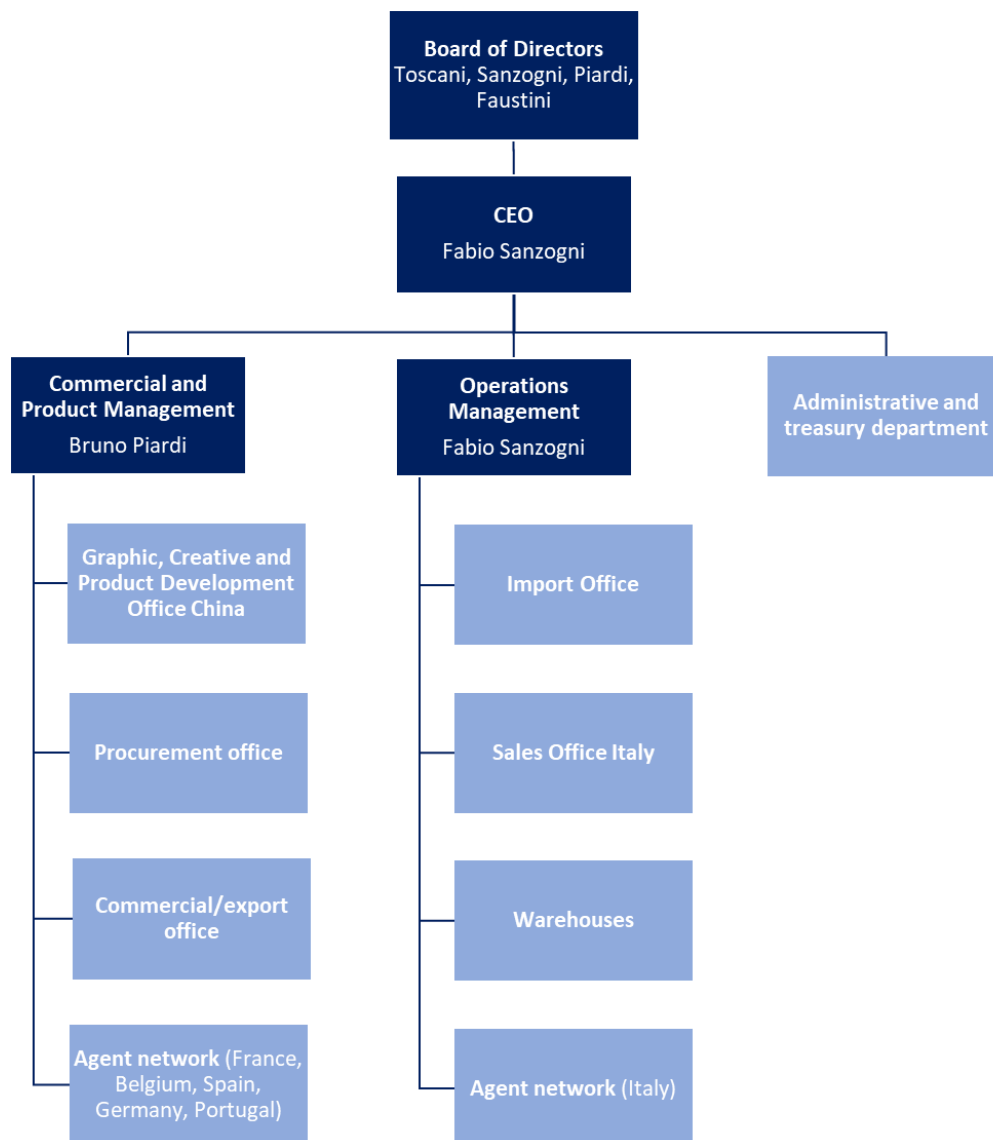 Board of Directors
Toscani, Sanzogni, Piardi,
Faustini
CEO
Fabio Sanzogni
Commercial and
Product Management
Bruno Piardi
Operations
Management
Fabio Sanzogni
Administrative and
treasury department
Graphic, Creative and
Product Development
Office China
Procurement office
Commercial/export
office
Agent network (France,
Belgium, Spain,
Germany, Portugal)
Import Office
Sales Office Italy
Warehouses
Agent network (Italy)